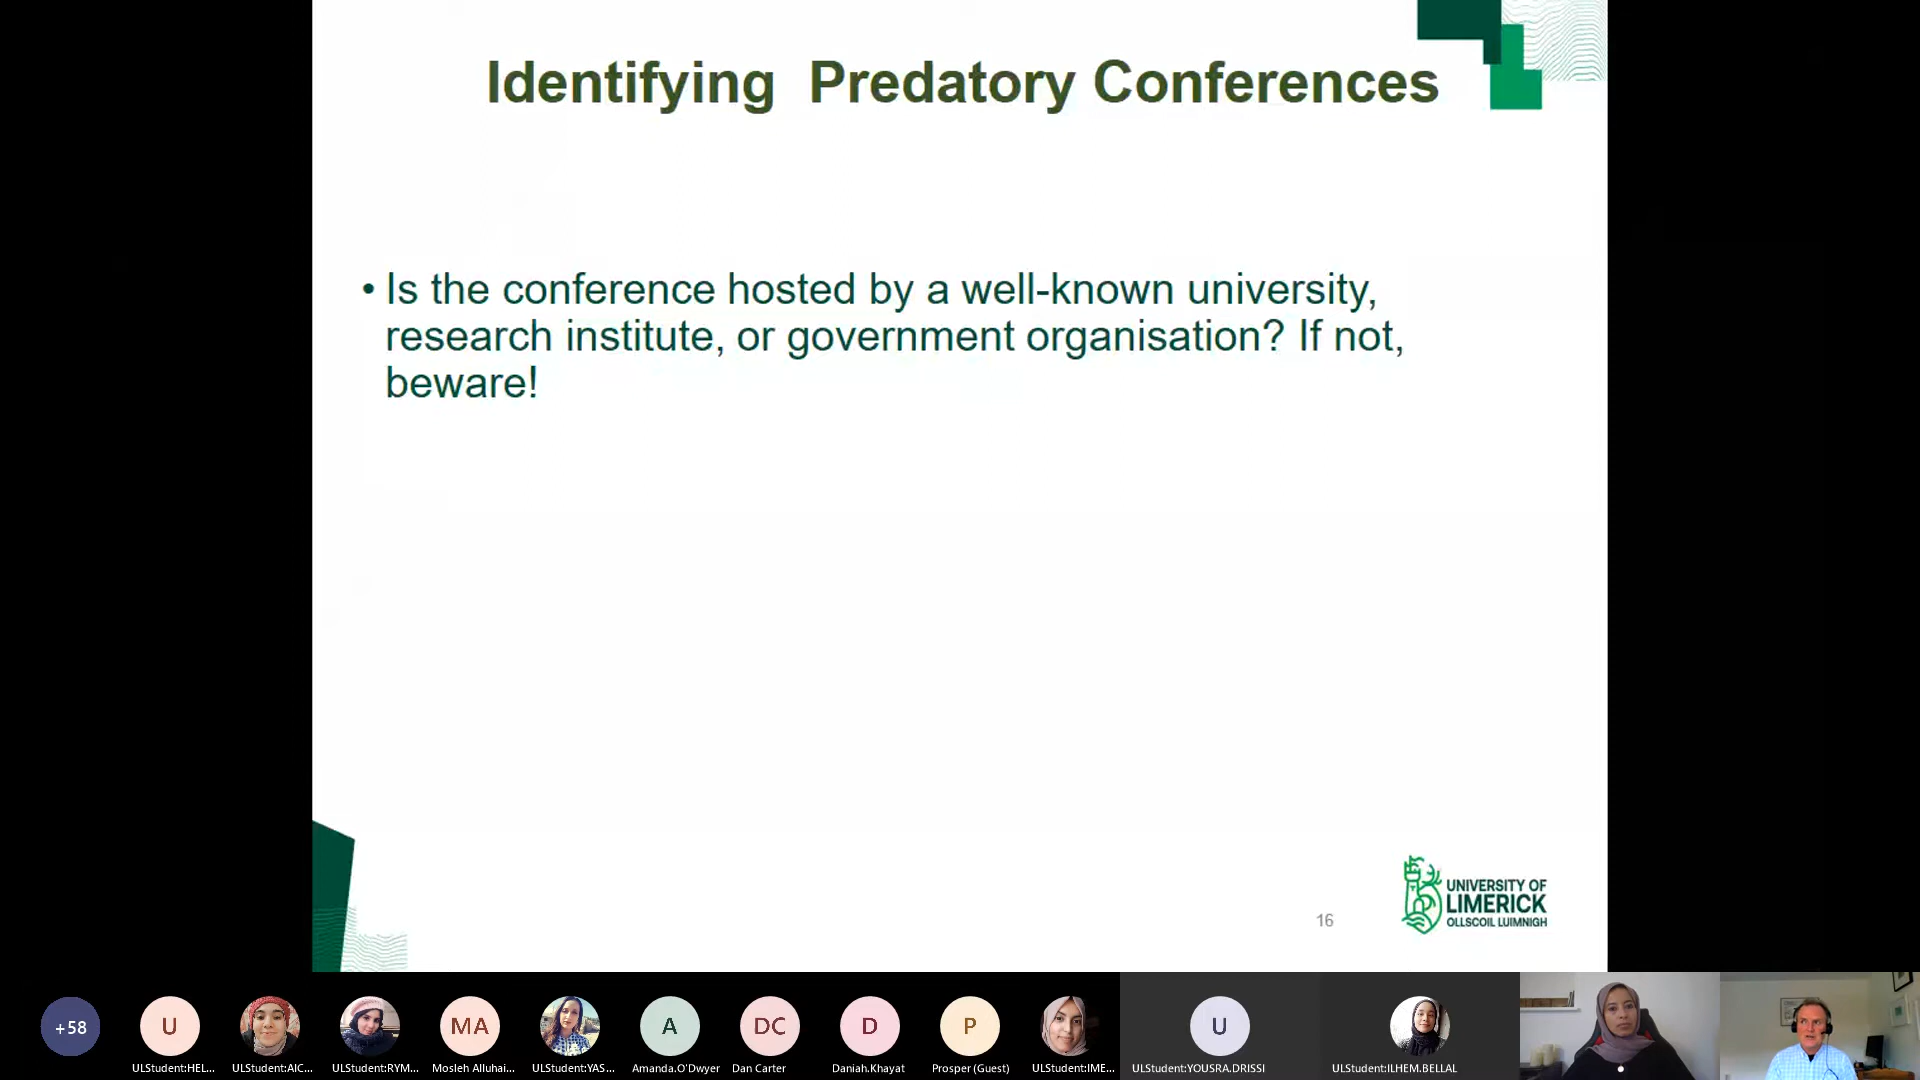 Identifying Predatory Conferences
• Is the conference hosted by a well-known university,
research institute, or government organisation? If not,
beware!
16
UNIVERSITY OF
LIMERICK
OLLSCOIL LUIMNIGH
+58
U
MA
A
DC
D
P
U
ULStudent:HEL...
ULStudent:AIC...
ULStudent:RYM...
Mosleh Alluhai...
ULStudent:YAS...
Amanda.O'Dwyer
Dan Carter
Daniah.Khayat
Prosper (Guest)
ULStudent:IME...
ULStudent:YOUSRA.DRISSI
ULStudent:ILHEM.BELLAL